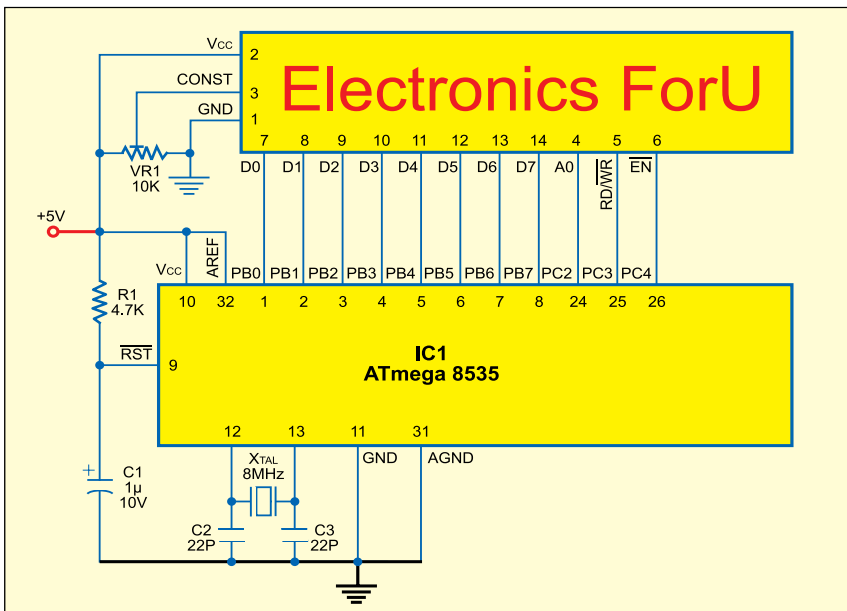 VCC
2
CONST
3
GND
1
Electronics ForU
7 8 9 10 11 12 13 14 4 5 6
D0 D1 D2 D3 D4 D5 D6 D7 A0 RD/WR EN
VR1
10K
+5V
VCC
AREF
PB0 PB1 PB2 PB3 PB4 PB5 PB6 PB7 PC2 PC3 PC4
10 32 1 2 3 4 5 6 7 8 24 25 26
R1
4.7K
RST
9
IC1
ATmega 8535
12 13 11 31
XTAL
8MHz
GND
AGND
C1
1µ
10V
+
C2
22P
C3
22P